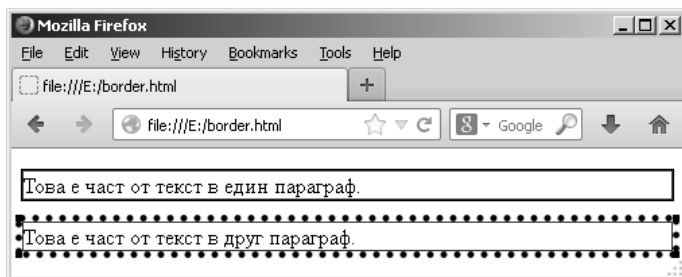 Mozilla Firefox
File Edit View History Bookmarks Tools Help
file:///E:/border.html
file:///E:/border.html Google
Това е част от текст в един параграф.
Това е част от текст в друг параграф.